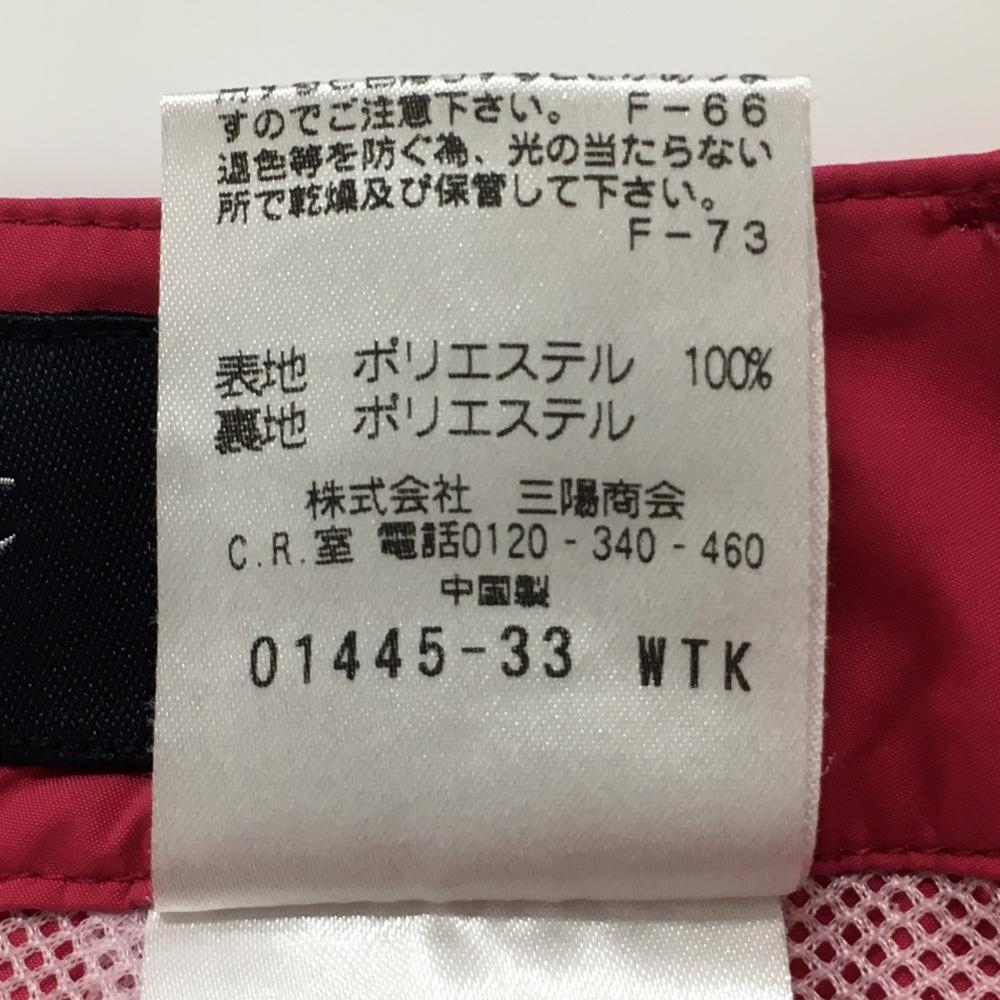 すのでご注意下さい。 F-66
退色等を防ぐ為、光の当たらない
所で乾燥及び保管して下さい。
F-73
表地 ポリエステル 100%
裏地 ポリエステル
株式会社 三陽商会
C.R.室 電話0120-340-460
中国製
01445-33 WTK